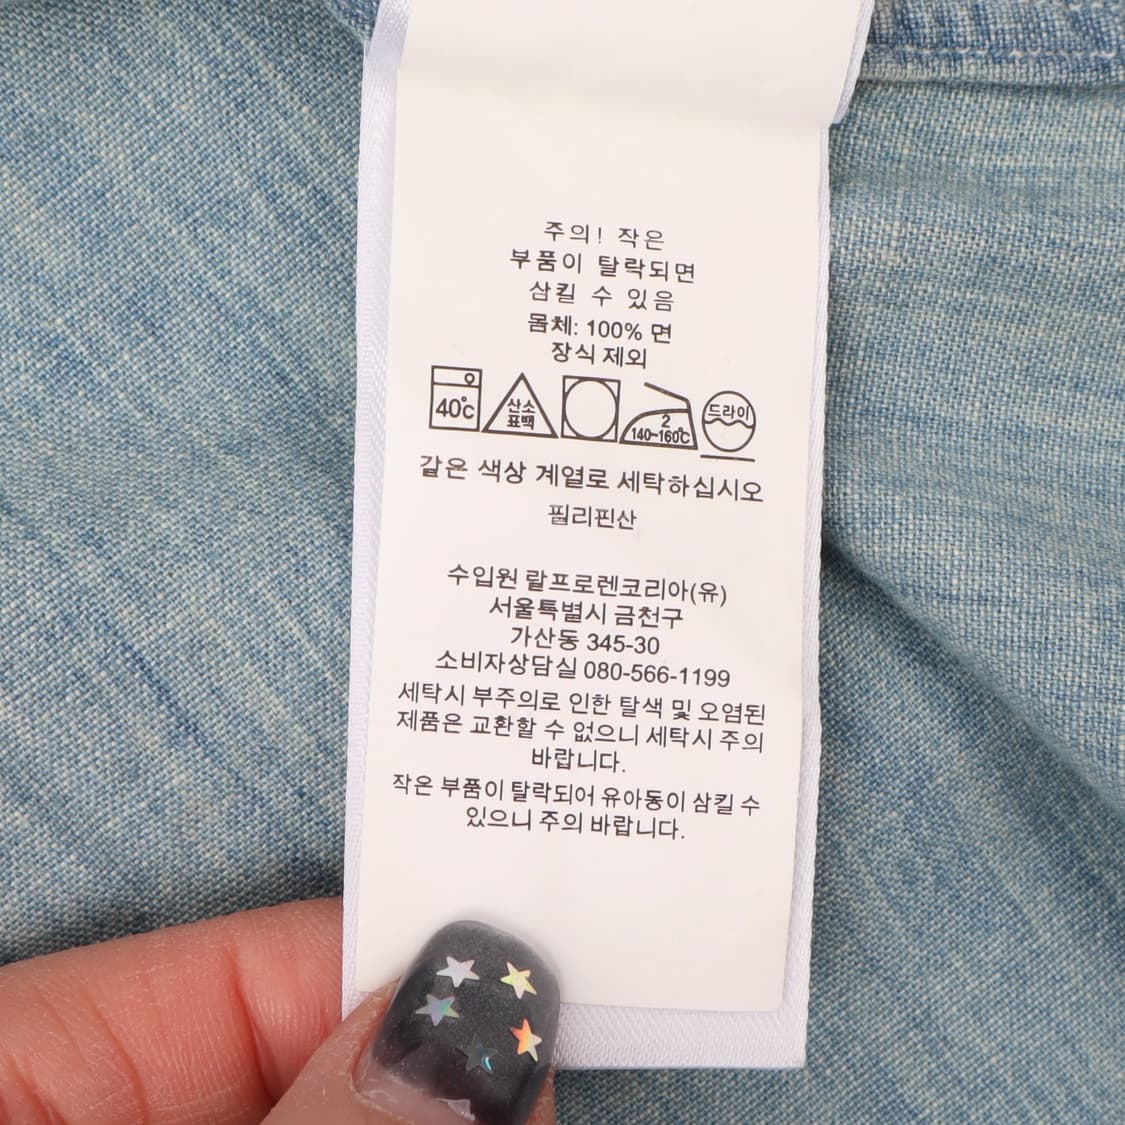 주의! 작은
부품이 탈락되면
삼킬 수 있음
몸체: 100% 면
장식 제외
40℃ 산소 표백 2 140~160℃ 드라이
같은 색상 계열로 세탁하십시오
필리핀산
수입원 랄프로렌코리아(유)
서울특별시 금천구
가산동 345-30
소비자상담실 080-566-1199
세탁시 부주의로 인한 탈색 및 오염된
제품은 교환할 수 없으니 세탁시 주의
바랍니다.
작은 부품이 탈락되어 유아동이 삼킬 수
있으니 주의 바랍니다.